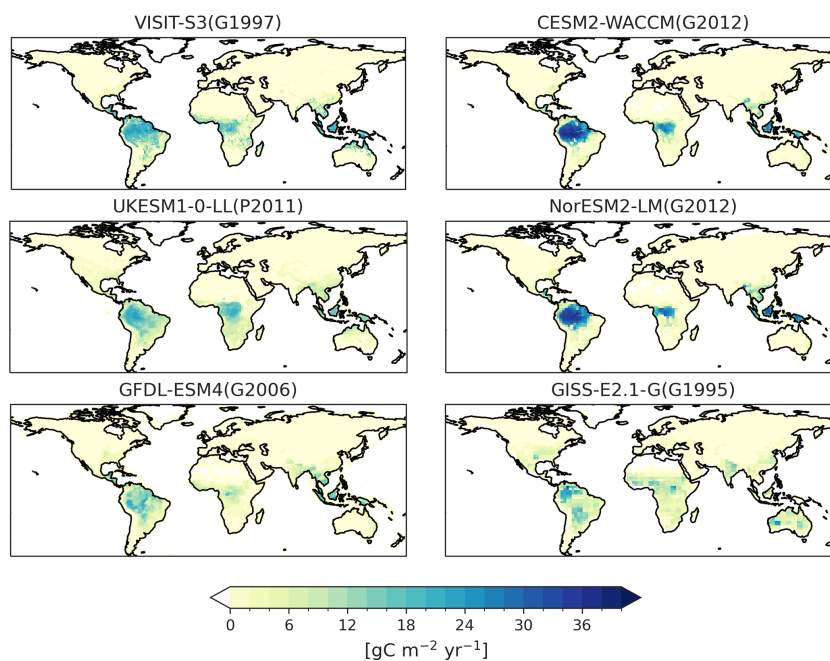 VISIT-S3(G1997) CESM2-WACCM(G2012)
UKESM1-0-LL(P2011) NorESM2-LM(G2012)
GFDL-ESM4(G2006) GISS-E2.1-G(G1995)
0 6 12 18 24 30 36
[gC m⁻² yr⁻¹]